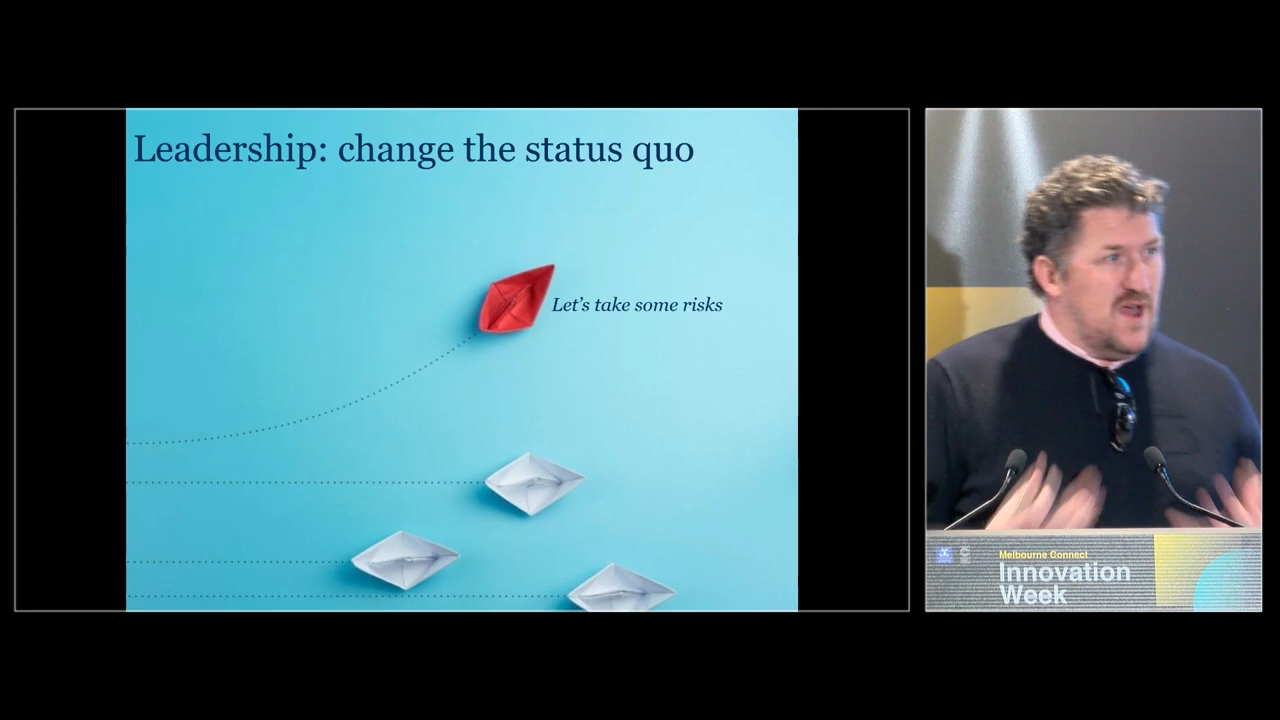 Leadership: change the status quo
Let's take some risks
Melbourne Connect
Innovation
Week